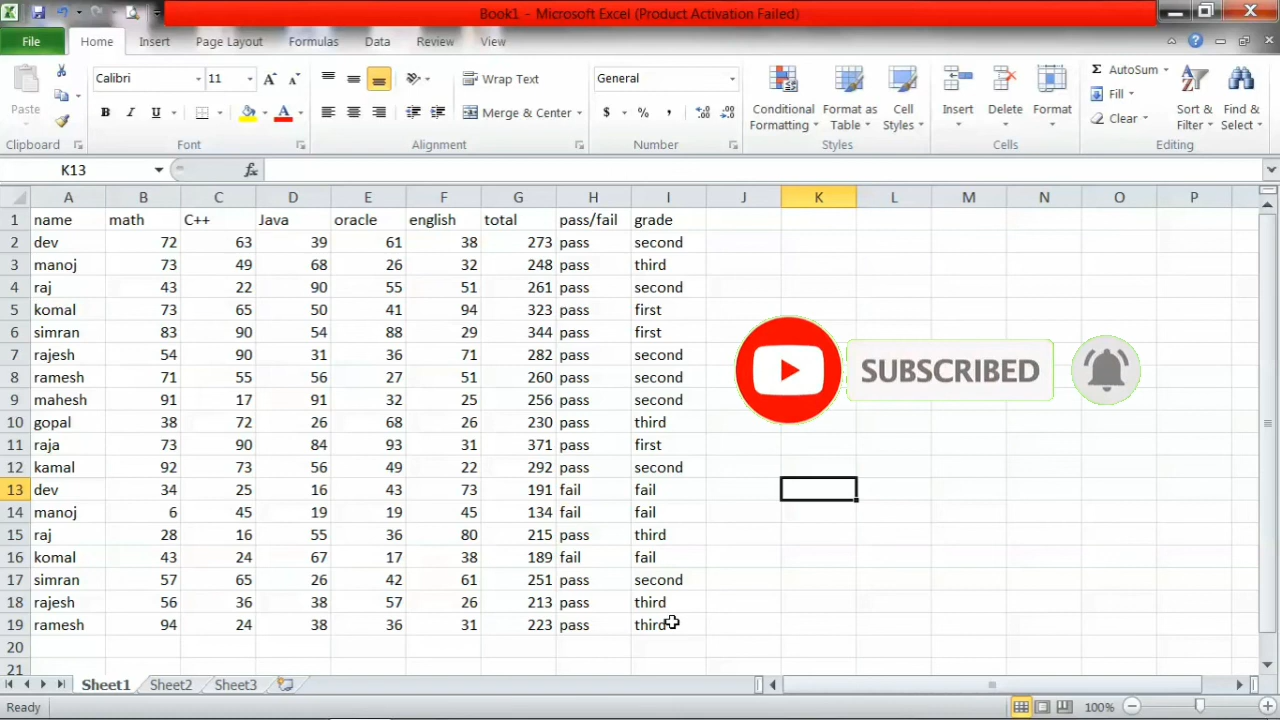 Book1 - Microsoft Excel (Product Activation Failed)
File Home Insert Page Layout Formulas Data Review View
Calibri 11 Wrap Text General AutoSum
Paste Merge & Center Conditional Formatting Format as Table Cell Styles Insert Delete Format Fill Sort & Filter Find & Select
B I U $ % , Clear
Clipboard Font Alignment Number Styles Cells Editing
K13 fx
A B C D E F G H I J K L M N O P
1 name math C++ Java oracle english total pass/fail grade
2 dev 72 63 39 61 38 273 pass second
3 manoj 73 49 68 26 32 248 pass third
4 raj 43 22 90 55 51 261 pass second
5 komal 73 65 50 41 94 323 pass first
6 simran 83 90 54 88 29 344 pass first
7 rajesh 54 90 31 36 71 282 pass second
8 ramesh 71 55 56 27 51 260 pass second
SUBSCRIBED
9 mahesh 91 17 91 32 25 256 pass second
10 gopal 38 72 26 68 26 230 pass third
11 raja 73 90 84 93 31 371 pass first
12 kamal 92 73 56 49 22 292 pass second
13 dev 34 25 16 43 73 191 fail fail
14 manoj 6 45 19 19 45 134 fail fail
15 raj 28 16 55 36 80 215 pass third
16 komal 43 24 67 17 38 189 fail fail
17 simran 57 65 26 42 61 251 pass second
18 rajesh 56 36 38 57 26 213 pass third
19 ramesh 94 24 38 36 31 223 pass third
20
21
Sheet1 Sheet2 Sheet3
Ready 100%